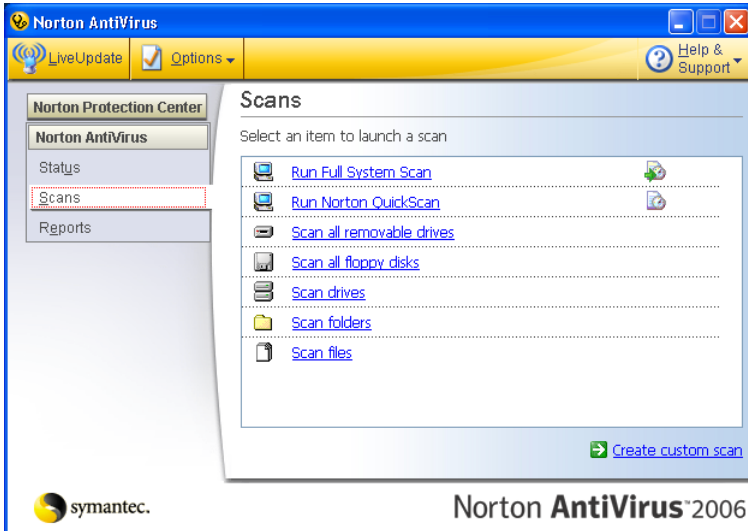 Norton AntiVirus
LiveUpdate Options Help & Support
Norton Protection Center
Norton AntiVirus
Status
Scans
Reports
Scans
Select an item to launch a scan
Run Full System Scan
Run Norton QuickScan
Scan all removable drives
Scan all floppy disks
Scan drives
Scan folders
Scan files
Create custom scan
symantec.
Norton AntiVirus™2006